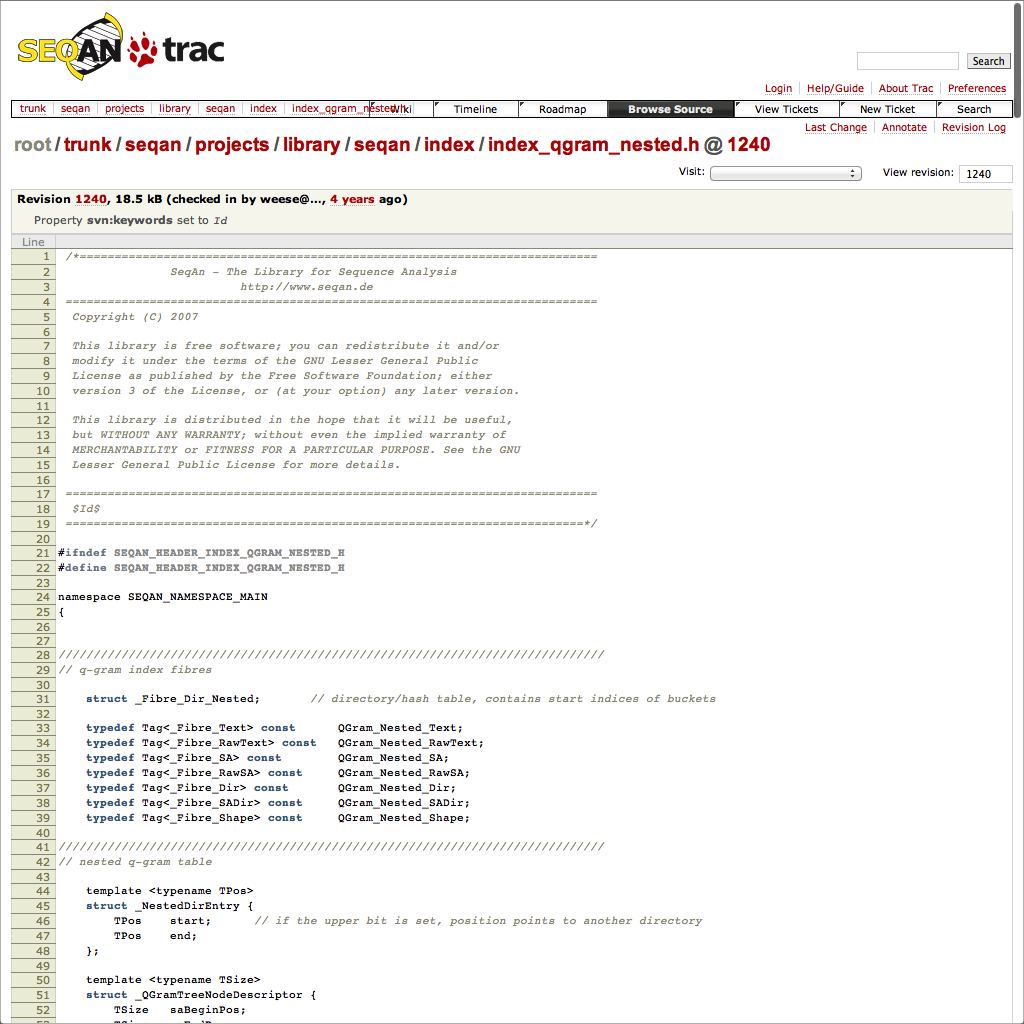 SEQAN trac
Search
Login Help/Guide About Trac Preferences
trunk seqan projects library seqan index index_qgram_nested.h Wiki Timeline Roadmap Browse Source View Tickets New Ticket Search
Last Change Annotate Revision Log
root/trunk/seqan/projects/library/seqan/index/index_qgram_nested.h @ 1240
Visit: View revision: 1240
Revision 1240, 18.5 kB (checked in by weese@..., 4 years ago)
Property svn:keywords set to Id
Line
1 /*==========================================================================
2 SeqAn - The Library for Sequence Analysis
3 http://www.seqan.de
4 ============================================================================
5 Copyright (C) 2007
6
7 This library is free software; you can redistribute it and/or
8 modify it under the terms of the GNU Lesser General Public
9 License as published by the Free Software Foundation; either
10 version 3 of the License, or (at your option) any later version.
11
12 This library is distributed in the hope that it will be useful,
13 but WITHOUT ANY WARRANTY; without even the implied warranty of
14 MERCHANTABILITY or FITNESS FOR A PARTICULAR PURPOSE. See the GNU
15 Lesser General Public License for more details.
16
17 ============================================================================
18 $Id$
19 ==========================================================================*/
20
21 #ifndef SEQAN_HEADER_INDEX_QGRAM_NESTED_H
22 #define SEQAN_HEADER_INDEX_QGRAM_NESTED_H
23
24 namespace SEQAN_NAMESPACE_MAIN
25 {
26
27
28 //////////////////////////////////////////////////////////////////////////////
29 // q-gram index fibres
30
31 struct _Fibre_Dir_Nested; // directory/hash table, contains start indices of buckets
32
33 typedef Tag<_Fibre_Text> const QGram_Nested_Text;
34 typedef Tag<_Fibre_RawText> const QGram_Nested_RawText;
35 typedef Tag<_Fibre_SA> const QGram_Nested_SA;
36 typedef Tag<_Fibre_RawSA> const QGram_Nested_RawSA;
37 typedef Tag<_Fibre_Dir> const QGram_Nested_Dir;
38 typedef Tag<_Fibre_SADir> const QGram_Nested_SADir;
39 typedef Tag<_Fibre_Shape> const QGram_Nested_Shape;
40
41 //////////////////////////////////////////////////////////////////////////////
42 // nested q-gram table
43
44 template <typename TPos>
45 struct _NestedDirEntry {
46 TPos start; // if the upper bit is set, position points to another directory
47 TPos end;
48 };
49
50 template <typename TSize>
51 struct _QGramTreeNodeDescriptor {
52 TSize saBeginPos;